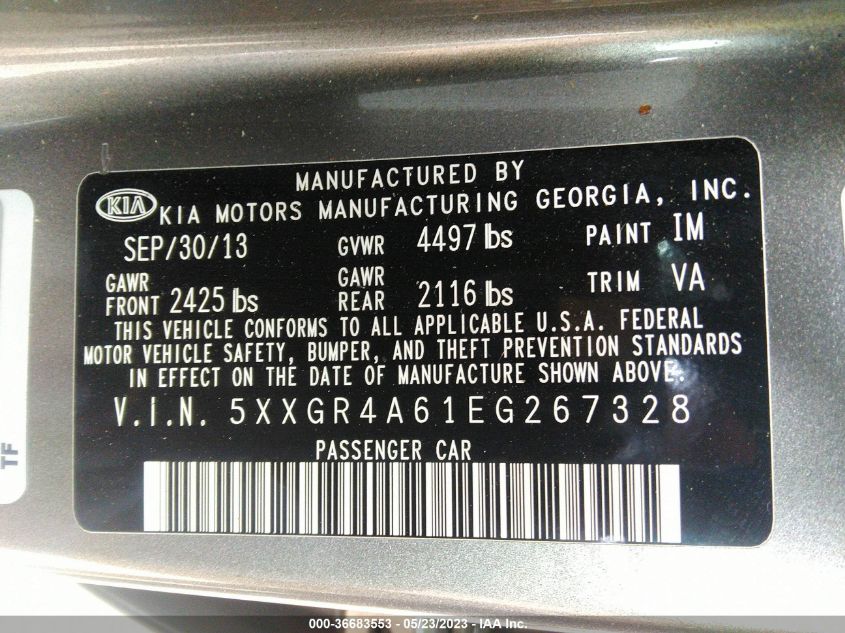 MANUFACTURED BY
KIA KIA MOTORS MANUFACTURING GEORGIA, INC.
SEP/30/13 GVWR 4497 lbs PAINT IM
GAWR FRONT 2425 lbs GAWR REAR 2116 lbs TRIM VA
THIS VEHICLE CONFORMS TO ALL APPLICABLE U.S.A. FEDERAL
MOTOR VEHICLE SAFETY, BUMPER, AND THEFT PREVENTION STANDARDS
IN EFFECT ON THE DATE OF MANUFACTURE SHOWN ABOVE.
V.I.N. 5XXGR4A61EG267328
PASSENGER CAR
TF
000-36683553 - 05/23/2023 - IAA Inc.